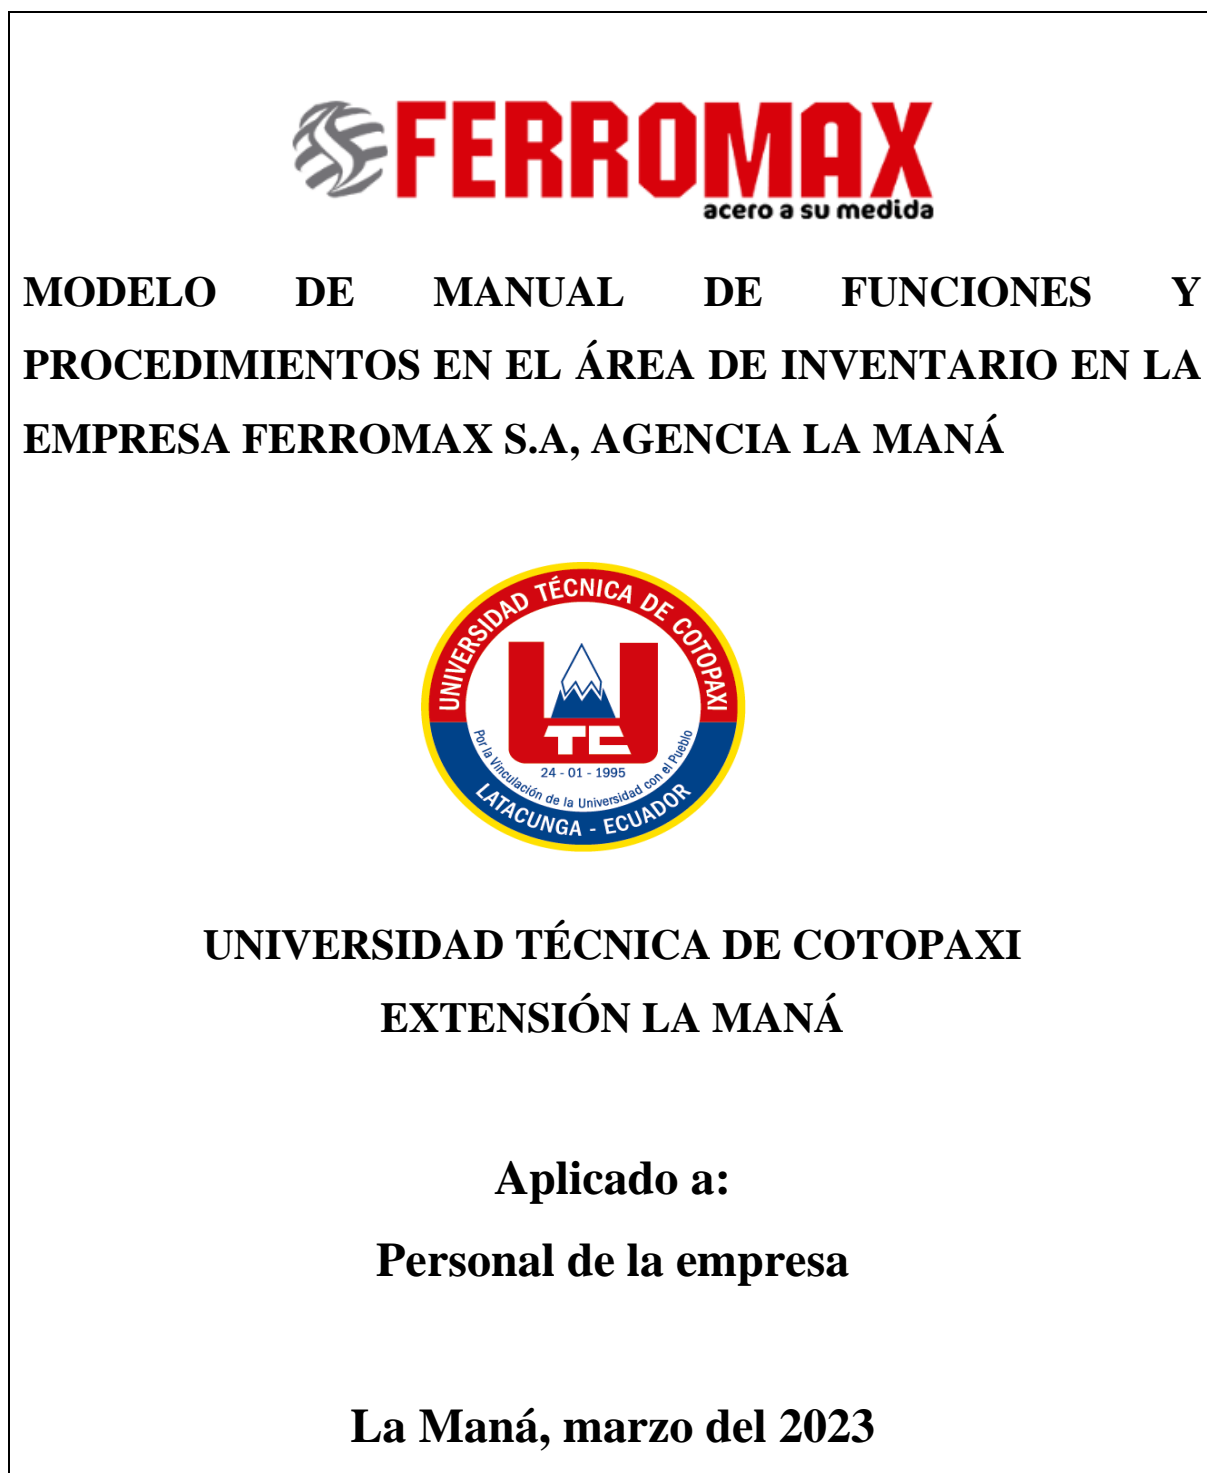 FERROMAX
acero a su medida
MODELO DE MANUAL DE FUNCIONES Y
PROCEDIMIENTOS EN EL ÁREA DE INVENTARIO EN LA
EMPRESA FERROMAX S.A, AGENCIA LA MANÁ
UNIVERSIDAD TÉCNICA DE COTOPAXI
UTC
24 - 01 - 1995
Por la Vinculación de la Universidad con el Pueblo
LATACUNGA - ECUADOR
UNIVERSIDAD TÉCNICA DE COTOPAXI
EXTENSIÓN LA MANÁ
Aplicado a:
Personal de la empresa
La Maná, marzo del 2023